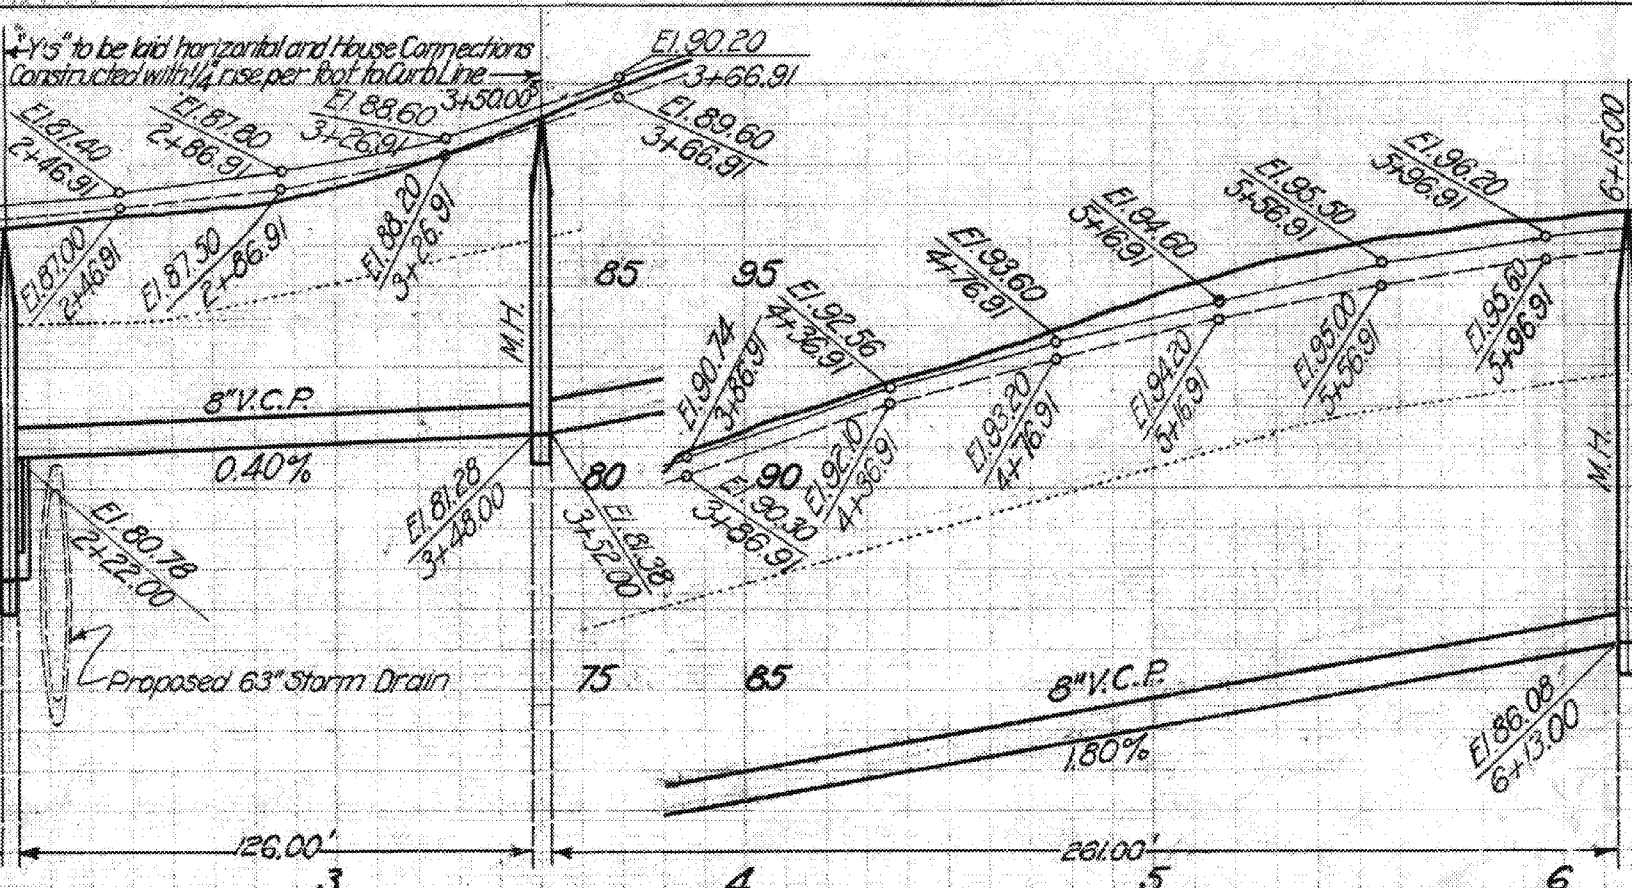 "Y's" to be laid horizontal and House Connections
Constructed with 1/4" rise per foot to Curb Line
3+50.00
El. 90.20
3+66.91
El. 87.40
2+46.91
El. 87.80
2+86.91
El. 88.60
3+26.91
El. 89.60
3+66.91
El. 87.00
2+46.91
El. 87.50
2+86.91
El. 88.20
3+26.91
M.H.
85
95
El. 90.74
3+86.91
El. 92.56
4+36.91
El. 93.60
4+76.91
El. 94.60
5+16.91
El. 95.50
5+56.91
El. 96.20
5+96.91
6+15.00
8" V.C.P.
0.40%
80
90
El. 90.30
3+86.91
El. 92.10
4+36.91
El. 93.20
4+76.91
El. 94.20
5+16.91
El. 95.00
5+56.91
El. 95.60
5+96.91
M.H.
El. 80.78
2+22.00
El. 81.28
3+48.00
El. 81.38
3+52.00
Proposed 63" Storm Drain
75
85
8" V.C.P.
1.80%
El. 86.08
6+13.00
126.00'
261.00'
3
4
5
6